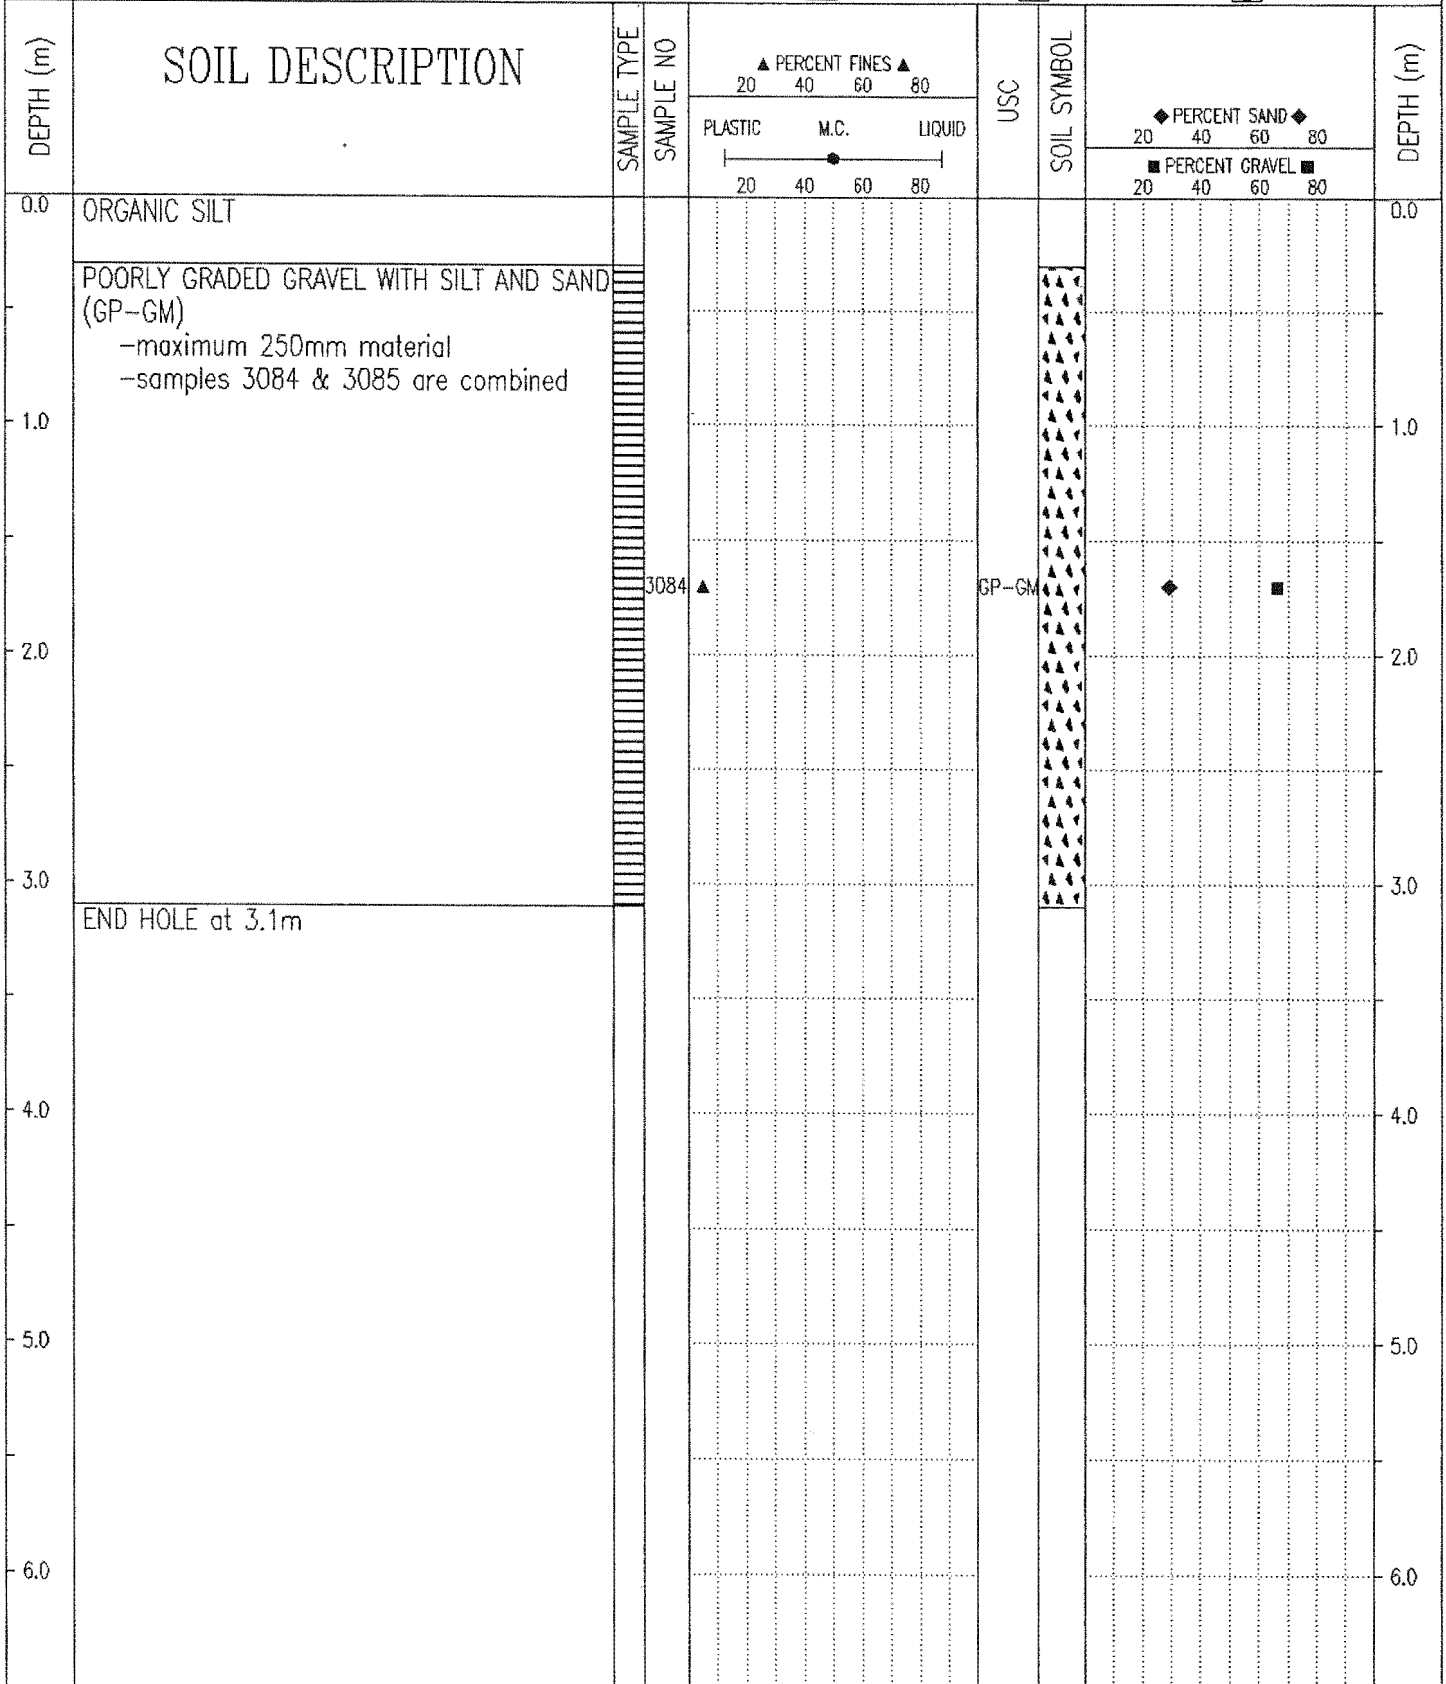 DEPTH (m)
SOIL DESCRIPTION
SAMPLE TYPE
SAMPLE NO
▲ PERCENT FINES ▲
20 40 60 80
PLASTIC M.C. LIQUID
20 40 60 80
USC
SOIL SYMBOL
◆ PERCENT SAND ◆
20 40 60 80
■ PERCENT GRAVEL ■
20 40 60 80
DEPTH (m)
0.0 ORGANIC SILT 0.0
POORLY GRADED GRAVEL WITH SILT AND SAND
(GP-GM)
-maximum 250mm material
-samples 3084 & 3085 are combined
1.0 1.0
3084 GP-GM
2.0 2.0
3.0 3.0
END HOLE at 3.1m
4.0 4.0
5.0 5.0
6.0 6.0